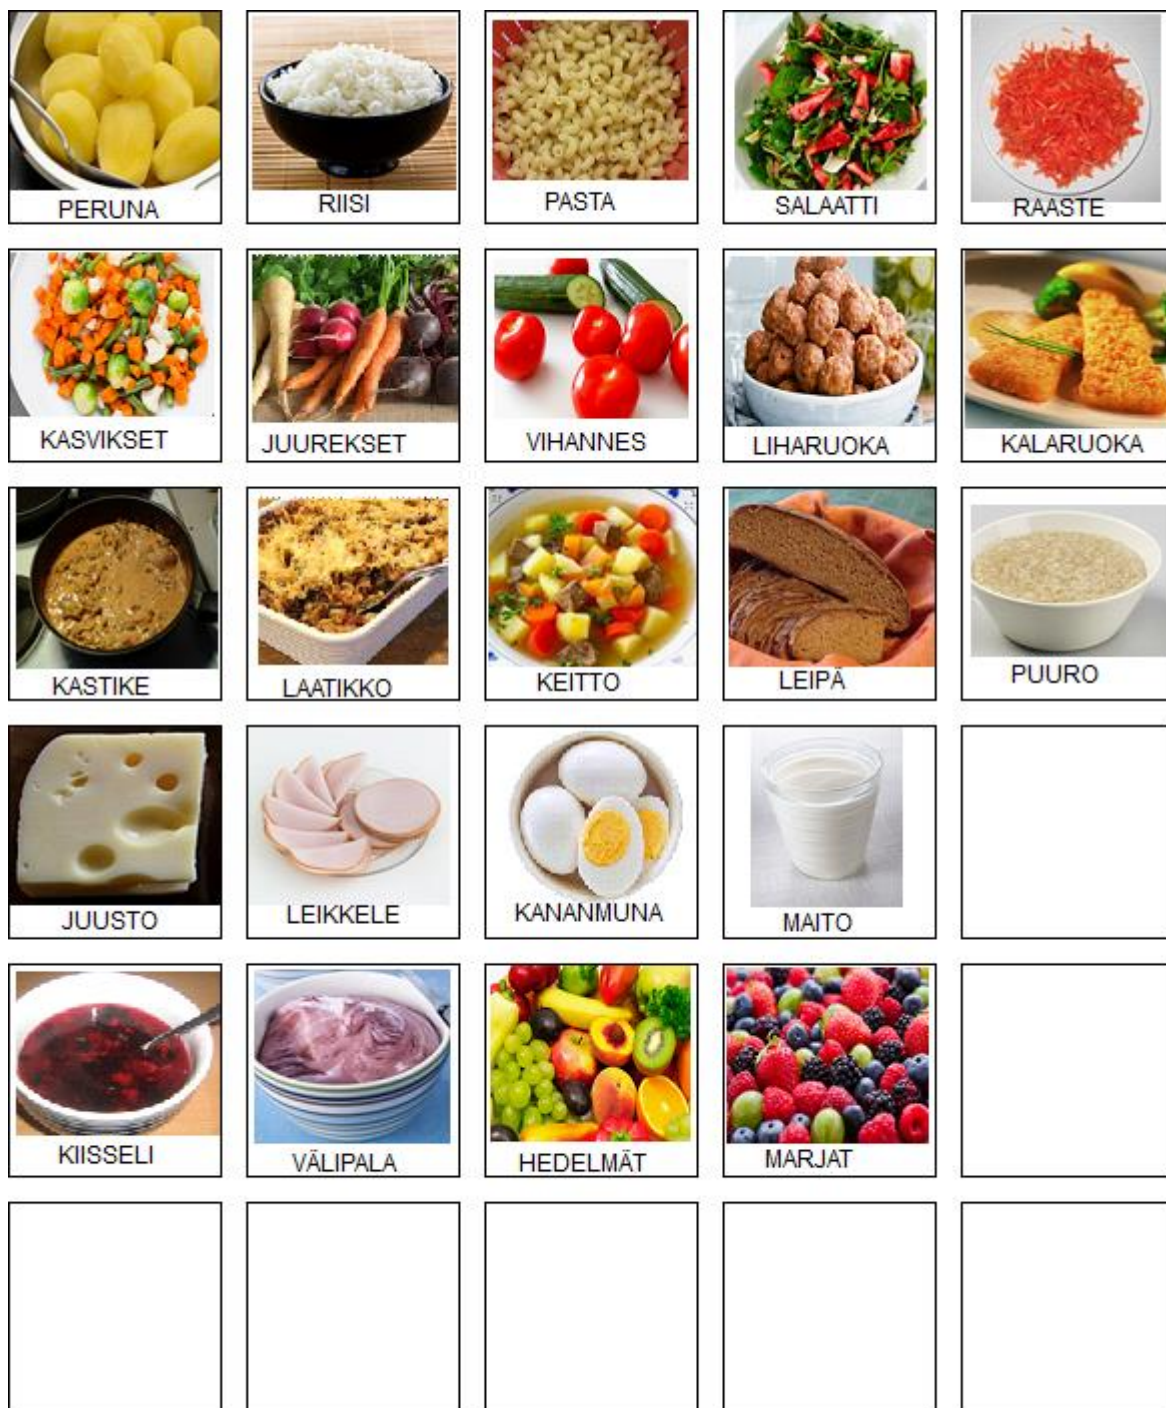 PERUNA
RIISI
PASTA
SALAATTI
RAASTE
KASVIKSET
JUUREKSET
VIHANNES
LIHARUOKA
KALARUOKA
KASTIKE
LAATIKKO
KEITTO
LEIPÄ
PUURO
JUUSTO
LEIKKELE
KANANMUNA
MAITO
KIISSELI
VÄLIPALA
HEDELMÄT
MARJAT